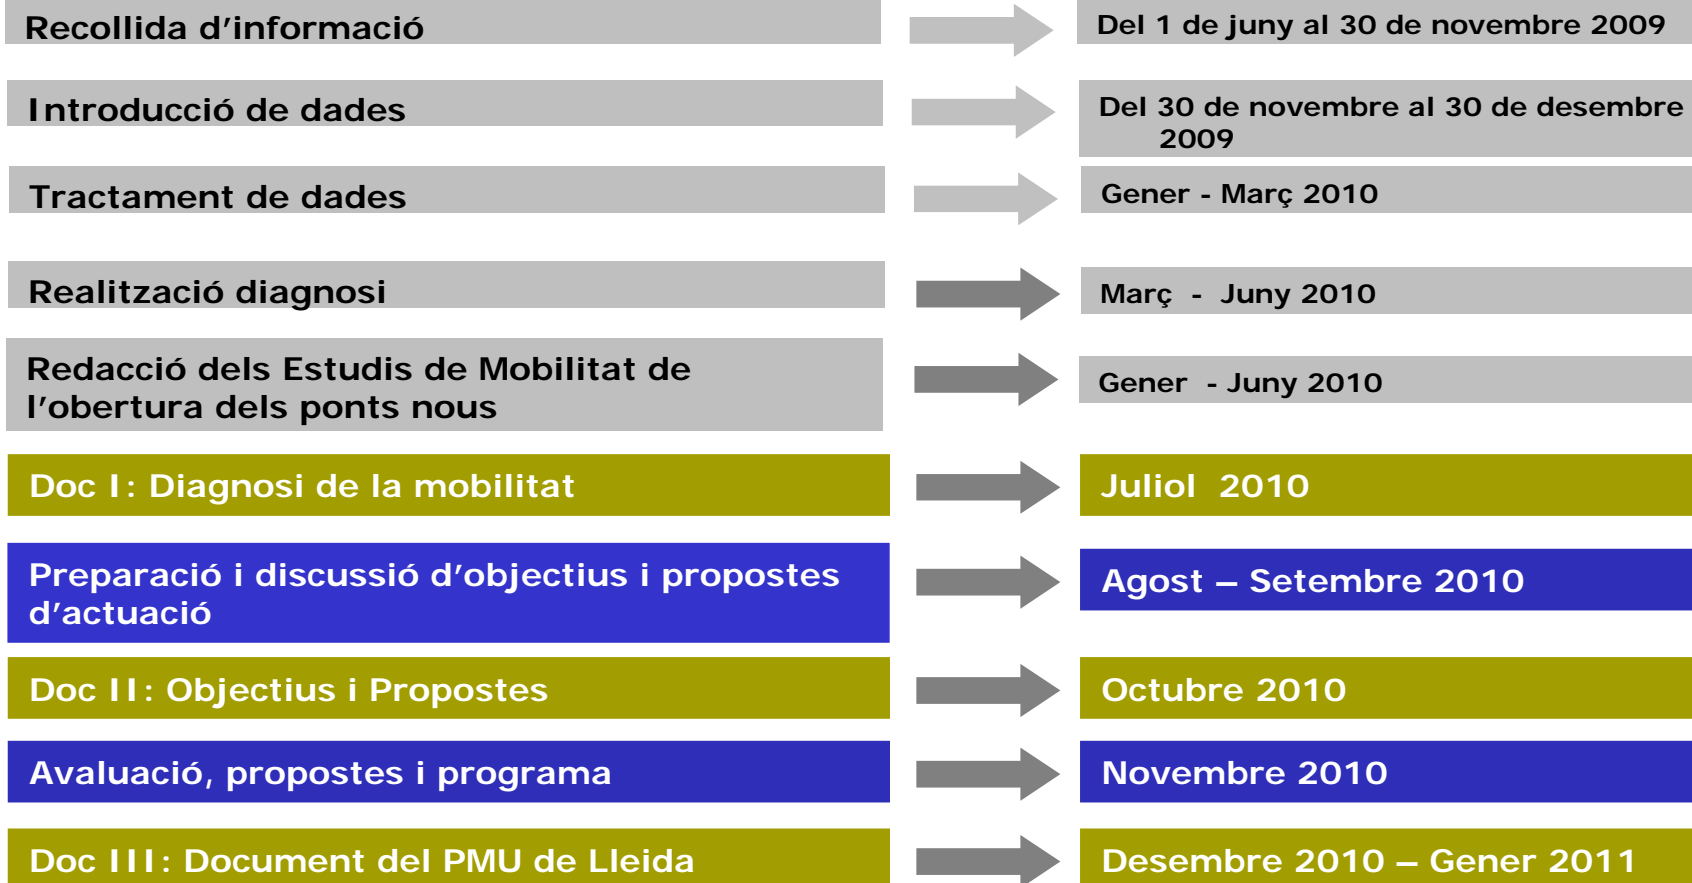 Recollida d'informació
Del 1 de juny al 30 de novembre 2009
Introducció de dades
Del 30 de novembre al 30 de desembre
2009
Tractament de dades
Gener - Març 2010
Realització diagnosi
Març - Juny 2010
Redacció dels Estudis de Mobilitat de
l'obertura dels ponts nous
Gener - Juny 2010
Doc I: Diagnosi de la mobilitat
Juliol 2010
Preparació i discussió d'objectius i propostes
d'actuació
Agost – Setembre 2010
Doc II: Objectius i Propostes
Octubre 2010
Avaluació, propostes i programa
Novembre 2010
Doc III: Document del PMU de Lleida
Desembre 2010 – Gener 2011